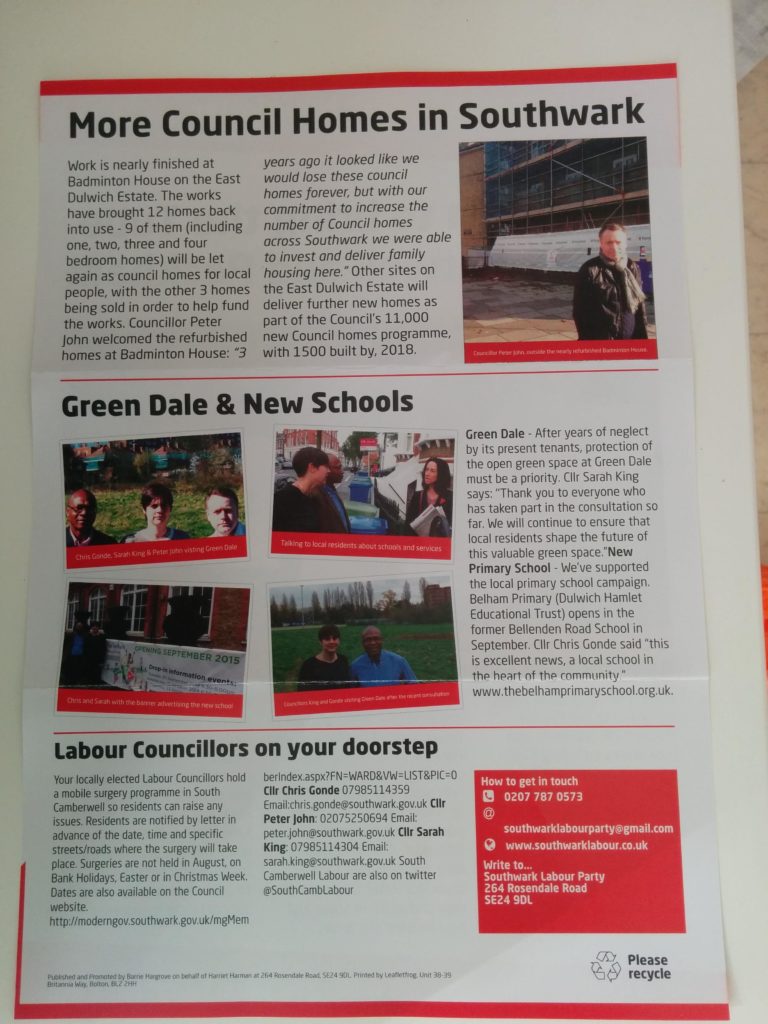 More Council Homes in Southwark
Work is nearly finished at
Badminton House on the East
Dulwich Estate. The works
have brought 12 homes back
into use - 9 of them (including
one, two, three and four
bedroom homes) will be let
again as council homes for local
people, with the other 3 homes
being sold in order to help fund
the works. Councillor Peter
John welcomed the refurbished
homes at Badminton House: "3
years ago it looked like we
would lose these council
homes forever, but with our
commitment to increase the
number of Council homes
across Southwark we were able
to invest and deliver family
housing here." Other sites on
the East Dulwich Estate will
deliver further new homes as
part of the Council's 11,000
new Council homes programme,
with 1500 built by, 2018.
Councillor Peter John, outside the nearly refurbished Badminton House.
Green Dale & New Schools
Chris Gonde, Sarah King & Peter John visting Green Dale
Talking to local residents about schools and services
OPENING SEPTEMBER 2015
Drop-in information events:
Chris and Sarah with the banner advertising the new school
Councillors King and Gonde visiting Green Dale after the recent consultation
Green Dale - After years of neglect
by its present tenants, protection of
the open green space at Green Dale
must be a priority. Cllr Sarah King
says: "Thank you to everyone who
has taken part in the consultation so
far. We will continue to ensure that
local residents shape the future of
this valuable green space."New
Primary School - We've supported
the local primary school campaign.
Belham Primary (Dulwich Hamlet
Educational Trust) opens in the
former Bellenden Road School in
September. Cllr Chris Gonde said "this
is excellent news, a local school in
the heart of the community."
www.thebelhamprimaryschool.org.uk.
Labour Councillors on your doorstep
Your locally elected Labour Councillors hold
a mobile surgery programme in South
Camberwell so residents can raise any
issues. Residents are notified by letter in
advance of the date, time and specific
streets/roads where the surgery will take
place. Surgeries are not held in August, on
Bank Holidays, Easter or in Christmas Week.
Dates are also available on the Council
website.
http://moderngov.southwark.gov.uk/mgMem
berIndex.aspx?FN=WARD&VW=LIST&PIC=0
Cllr Chris Gonde 07985114359
Email:chris.gonde@southwark.gov.uk Cllr
Peter John: 02075250694 Email:
peter.john@southwark.gov.uk Cllr Sarah
King: 07985114304 Email:
sarah.king@southwark.gov.uk South
Camberwell Labour are also on twitter
@SouthCambLabour
How to get in touch
0207 787 0573
@
southwarklabourparty@gmail.com
www.southwarklabour.co.uk
Write to...
Southwark Labour Party
264 Rosendale Road
SE24 9DL
Please
recycle
Published and Promoted by Barrie Hargrove on behalf of Harriet Harman at 264 Rosendale Road, SE24 9DL. Printed by Leafletfrog, Unit 38-39
Britannia Way, Bolton, BL2 2HH